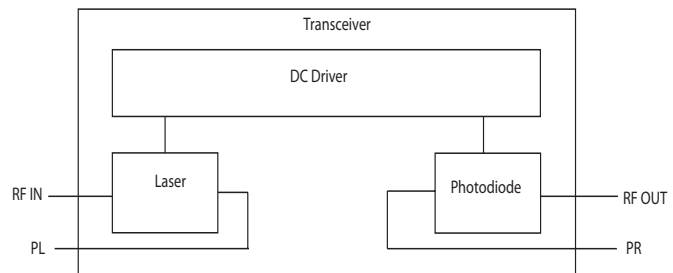 Transceiver
DC Driver
Laser
Photodiode
RF IN
RF OUT
PL
PR